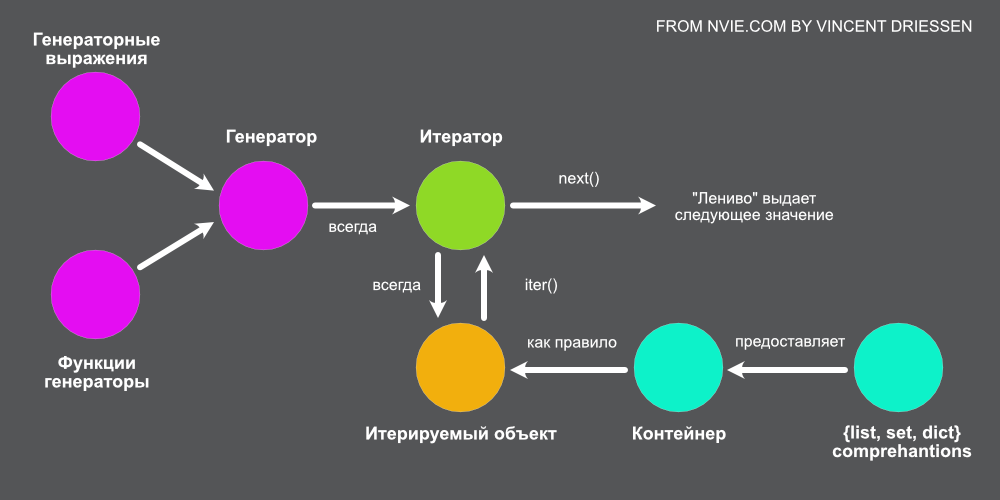 FROM NVIE.COM BY VINCENT DRIESSEN
Генераторные
выражения
Генератор
Итератор
next()
"Лениво" выдает
следующее значение
всегда
всегда
iter()
как правило
предоставляет
Функции
генераторы
Итерируемый объект
Контейнер
{list, set, dict}
comprehantions